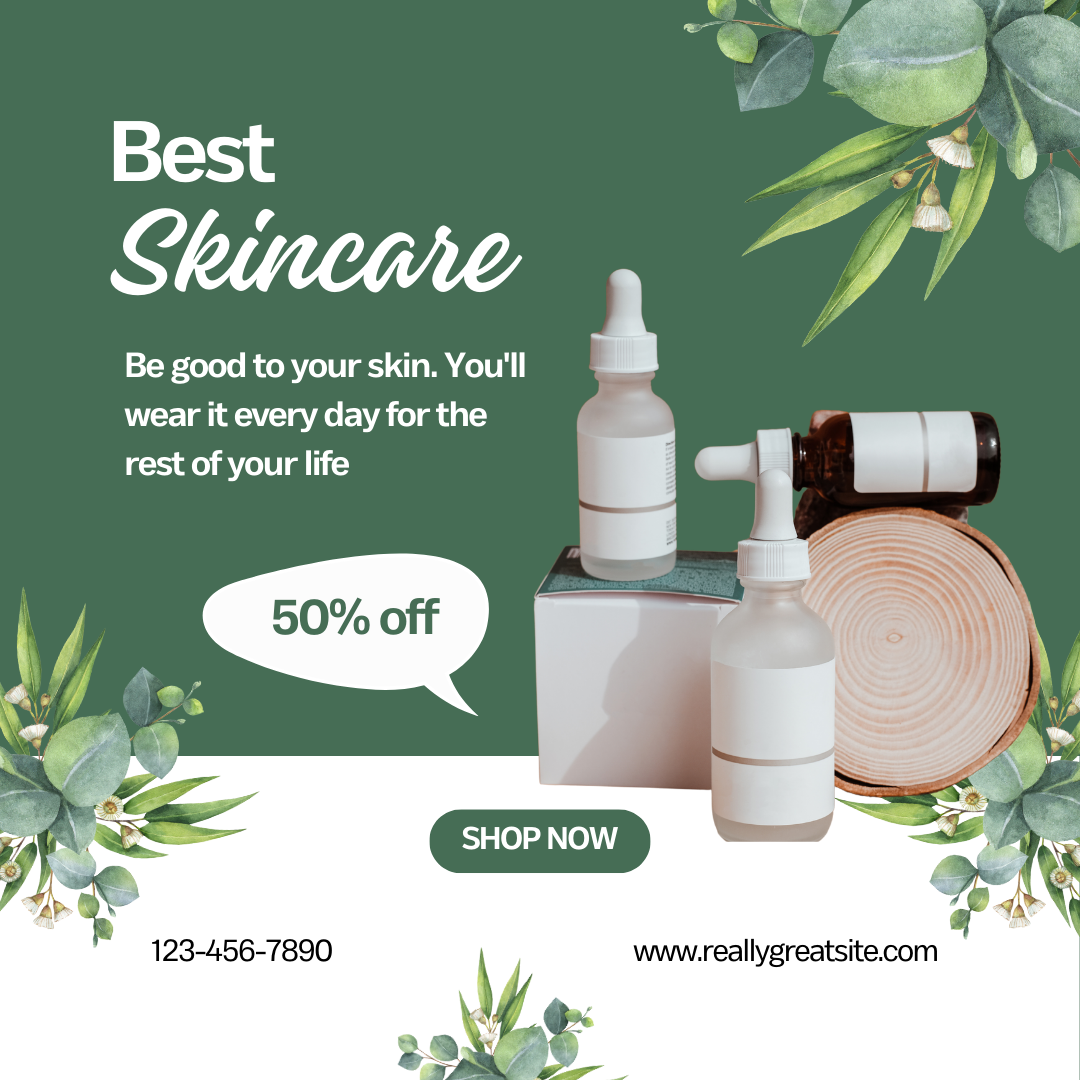 Best
Skincare
Be good to your skin. You'll
wear it every day for the
rest of your life
50% off
SHOP NOW
123-456-7890
www.reallygreatsite.com